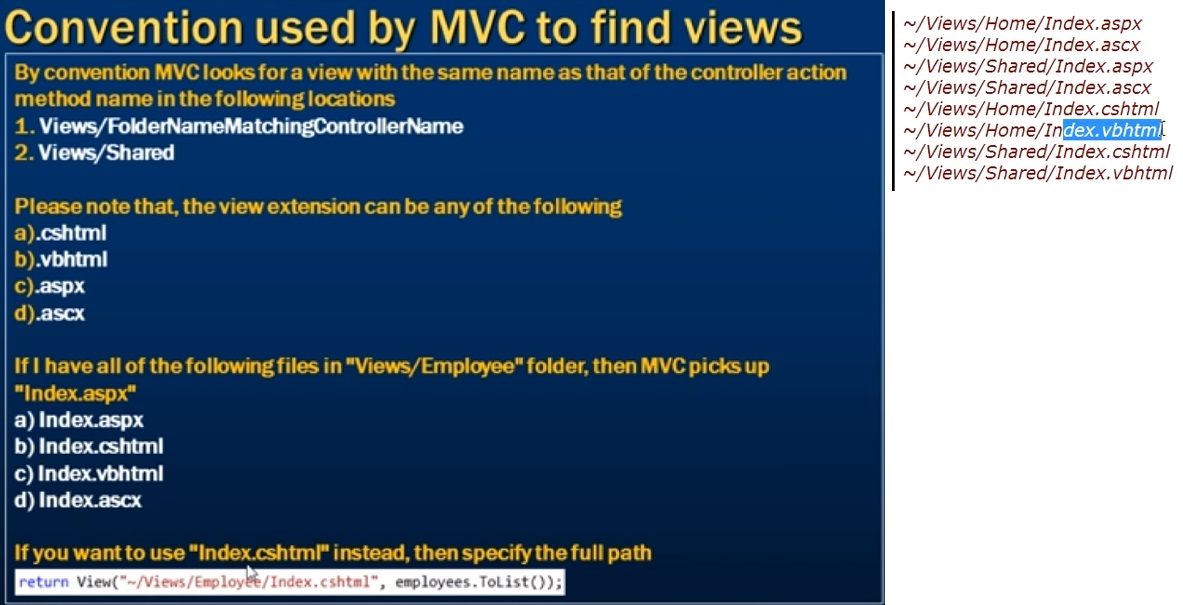 Convention used by MVC to find views
By convention MVC looks for a view with the same name as that of the controller action
method name in the following locations
1. Views/FolderNameMatchingControllerName
2. Views/Shared
Please note that, the view extension can be any of the following
a).cshtml
b).vbhtml
c).aspx
d).ascx
If I have all of the following files in "Views/Employee" folder, then MVC picks up
"Index.aspx"
a) Index.aspx
b) Index.cshtml
c) Index.vbhtml
d) Index.ascx
If you want to use "Index.cshtml" instead, then specify the full path
return View("~/Views/Employee/Index.cshtml", employees.ToList());
~/Views/Home/Index.aspx
~/Views/Home/Index.ascx
~/Views/Shared/Index.aspx
~/Views/Shared/Index.ascx
~/Views/Home/Index.cshtml
~/Views/Home/Index.vbhtml
~/Views/Shared/Index.cshtml
~/Views/Shared/Index.vbhtml